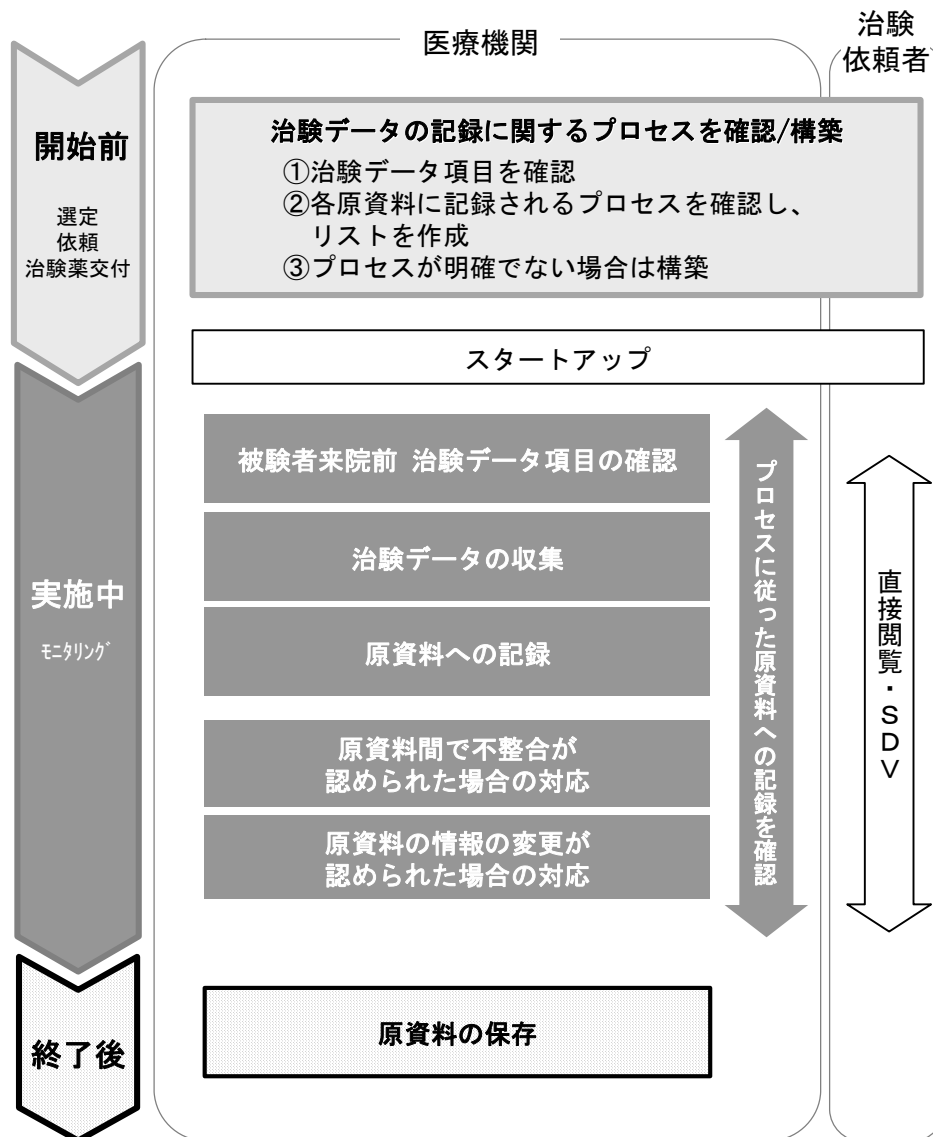 医療機関
治験
依頼者
開始前
選定
依頼
治験薬交付
治験データの記録に関するプロセスを確認/構築
①治験データ項目を確認
②各原資料に記録されるプロセスを確認し、
リストを作成
③プロセスが明確でない場合は構築
スタートアップ
実施中
ﾓﾆﾀﾘﾝｸﾞ
被験者来院前 治験データ項目の確認
治験データの収集
原資料への記録
原資料間で不整合が
認められた場合の対応
原資料の情報の変更が
認められた場合の対応
プロセスに従った原資料への記録を確認
直接閲覧・SDV
終了後
原資料の保存